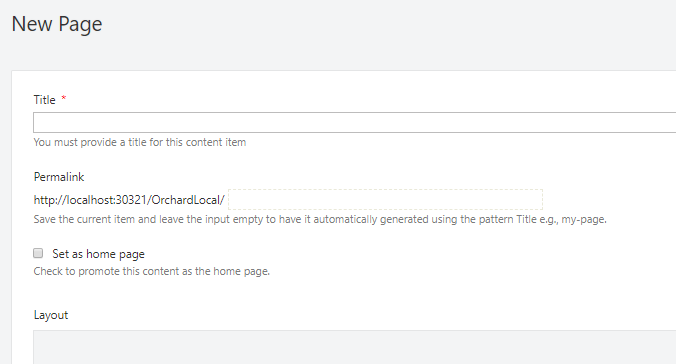 New Page
Title *
You must provide a title for this content item
Permalink
http://localhost:30321/OrchardLocal/
Save the current item and leave the input empty to have it automatically generated using the pattern Title e.g., my-page.
Set as home page
Check to promote this content as the home page.
Layout